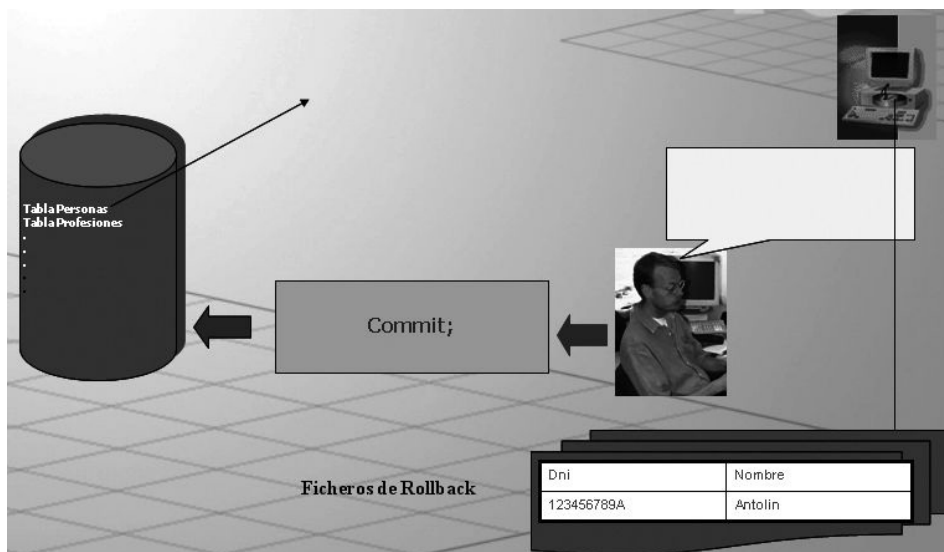 Tabla Personas
Tabla Profesiones
.
.
.
.
.
Commit;
Ficheros de Rollback
Dni Nombre
123456789A Antolin